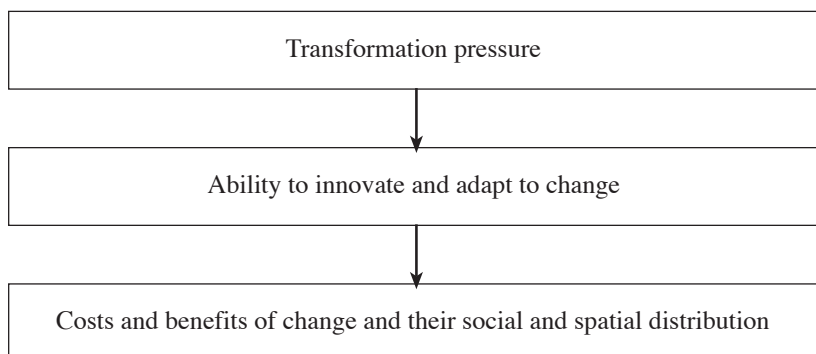 Transformation pressure
Ability to innovate and adapt to change
Costs and benefits of change and their social and spatial distribution